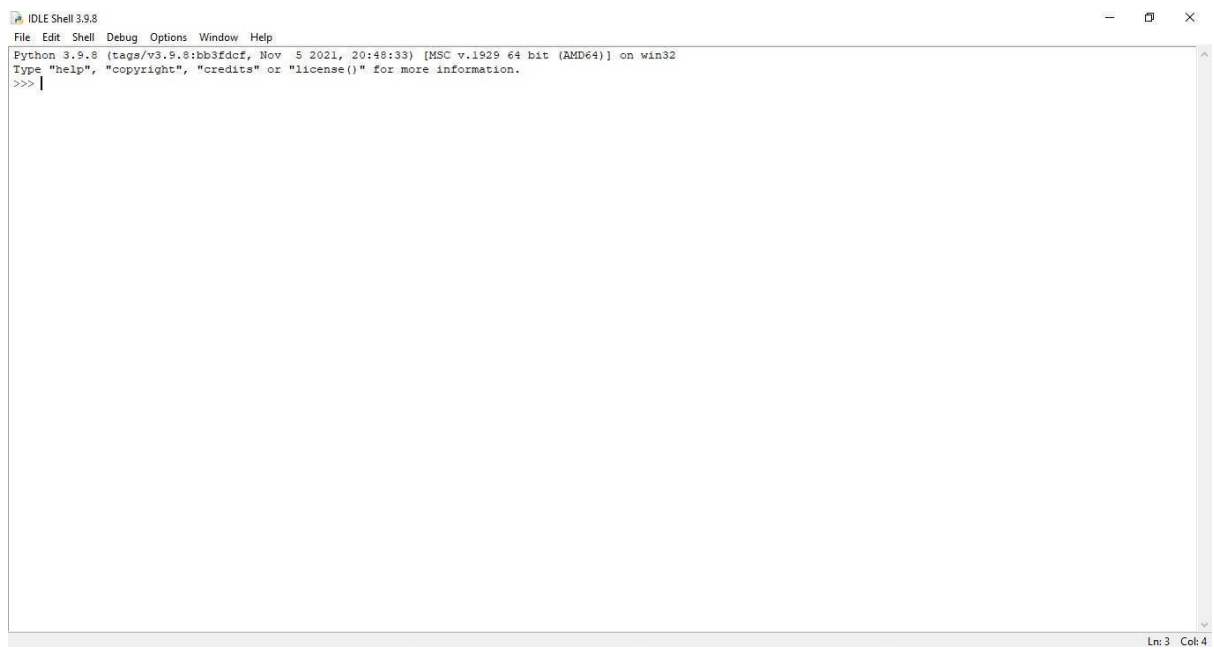 IDLE Shell 3.9.8
File Edit Shell Debug Options Window Help
Python 3.9.8 (tags/v3.9.8:bb3fdcf, Nov  5 2021, 20:48:33) [MSC v.1929 64 bit (AMD64)] on win32
Type "help", "copyright", "credits" or "license()" for more information.
>>>
Ln: 3 Col: 4